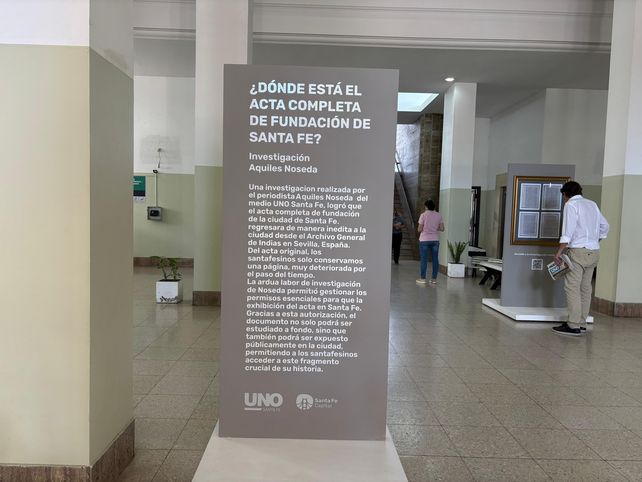 ¿DÓNDE ESTÁ EL
ACTA COMPLETA
DE FUNDACIÓN DE
SANTA FE?
Investigación
Aquiles Noseda
Una investigacion realizada por
el periodista Aquiles Noseda del
medio UNO Santa Fe, logró que
el acta completa de fundación
de la ciudad de Santa Fe,
regresara de manera inedita a la
ciudad desde el Archivo General
de Indias en Sevilla, España.
Del acta original, los
santafesinos solo conservamos
una página, muy deteriorada por
el paso del tiempo.
La ardua labor de investigación
de Noseda permitó gestionar los
permisos esenciales para que la
exhibición del acta en Santa Fe.
Gracias a esta autorización, el
documento no solo podrá ser
estudiado a fondo, sino que
también podrá ser expuesto
públicamente en la ciudad,
permitiendo a los santafesinos
acceder a este fragmento
crucial de su historia.
UNO
SANTA FE
Santa Fe
Capital